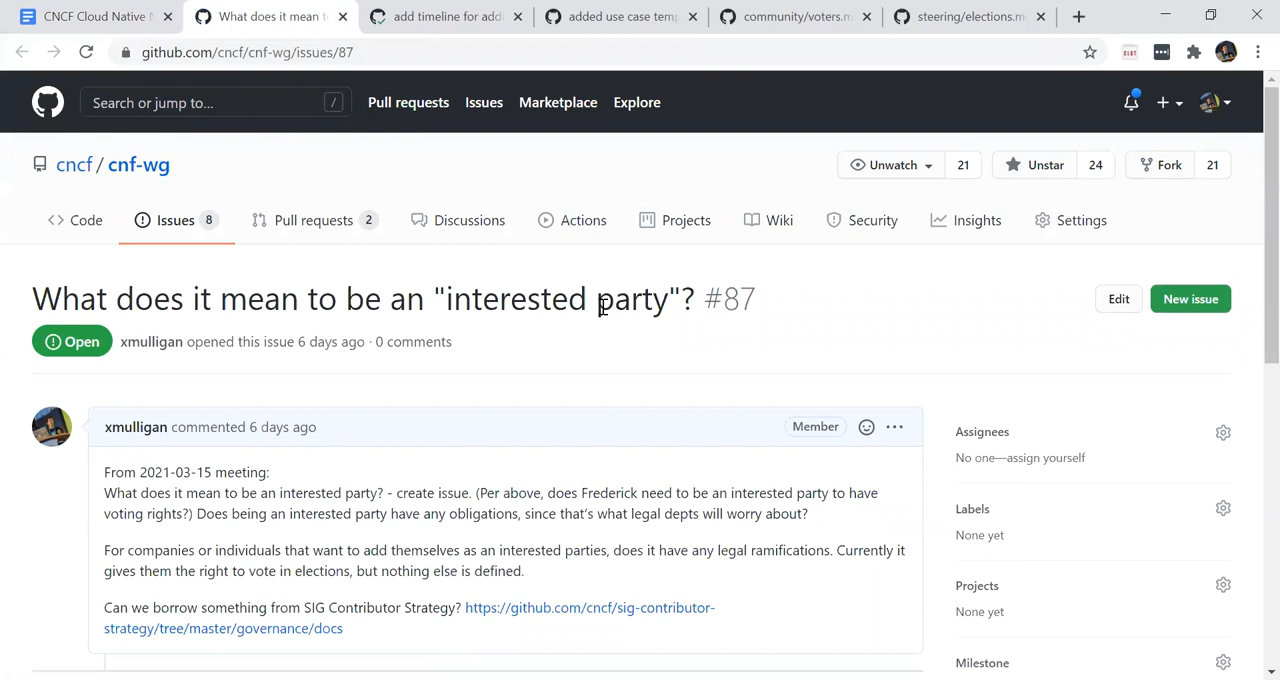 CNCF Cloud Native
What does it mean t
add timeline for add
added use case temp
community/voters.m
steering/elections.m
github.com/cncf/cnf-wg/issues/87
Search or jump to...
/
Pull requests
Issues
Marketplace
Explore
cncf / cnf-wg
Unwatch
21
Unstar
24
Fork
21
Code
Issues 8
Pull requests 2
Discussions
Actions
Projects
Wiki
Security
Insights
Settings
What does it mean to be an "interested party"? #87
Edit
New issue
Open
xmulligan opened this issue 6 days ago · 0 comments
xmulligan commented 6 days ago
Member
From 2021-03-15 meeting:
What does it mean to be an interested party? - create issue. (Per above, does Frederick need to be an interested party to have
voting rights?) Does being an interested party have any obligations, since that's what legal depts will worry about?
For companies or individuals that want to add themselves as an interested parties, does it have any legal ramifications. Currently it
gives them the right to vote in elections, but nothing else is defined.
Can we borrow something from SIG Contributor Strategy? https://github.com/cncf/sig-contributor-
strategy/tree/master/governance/docs
Assignees
No one—assign yourself
Labels
None yet
Projects
None yet
Milestone